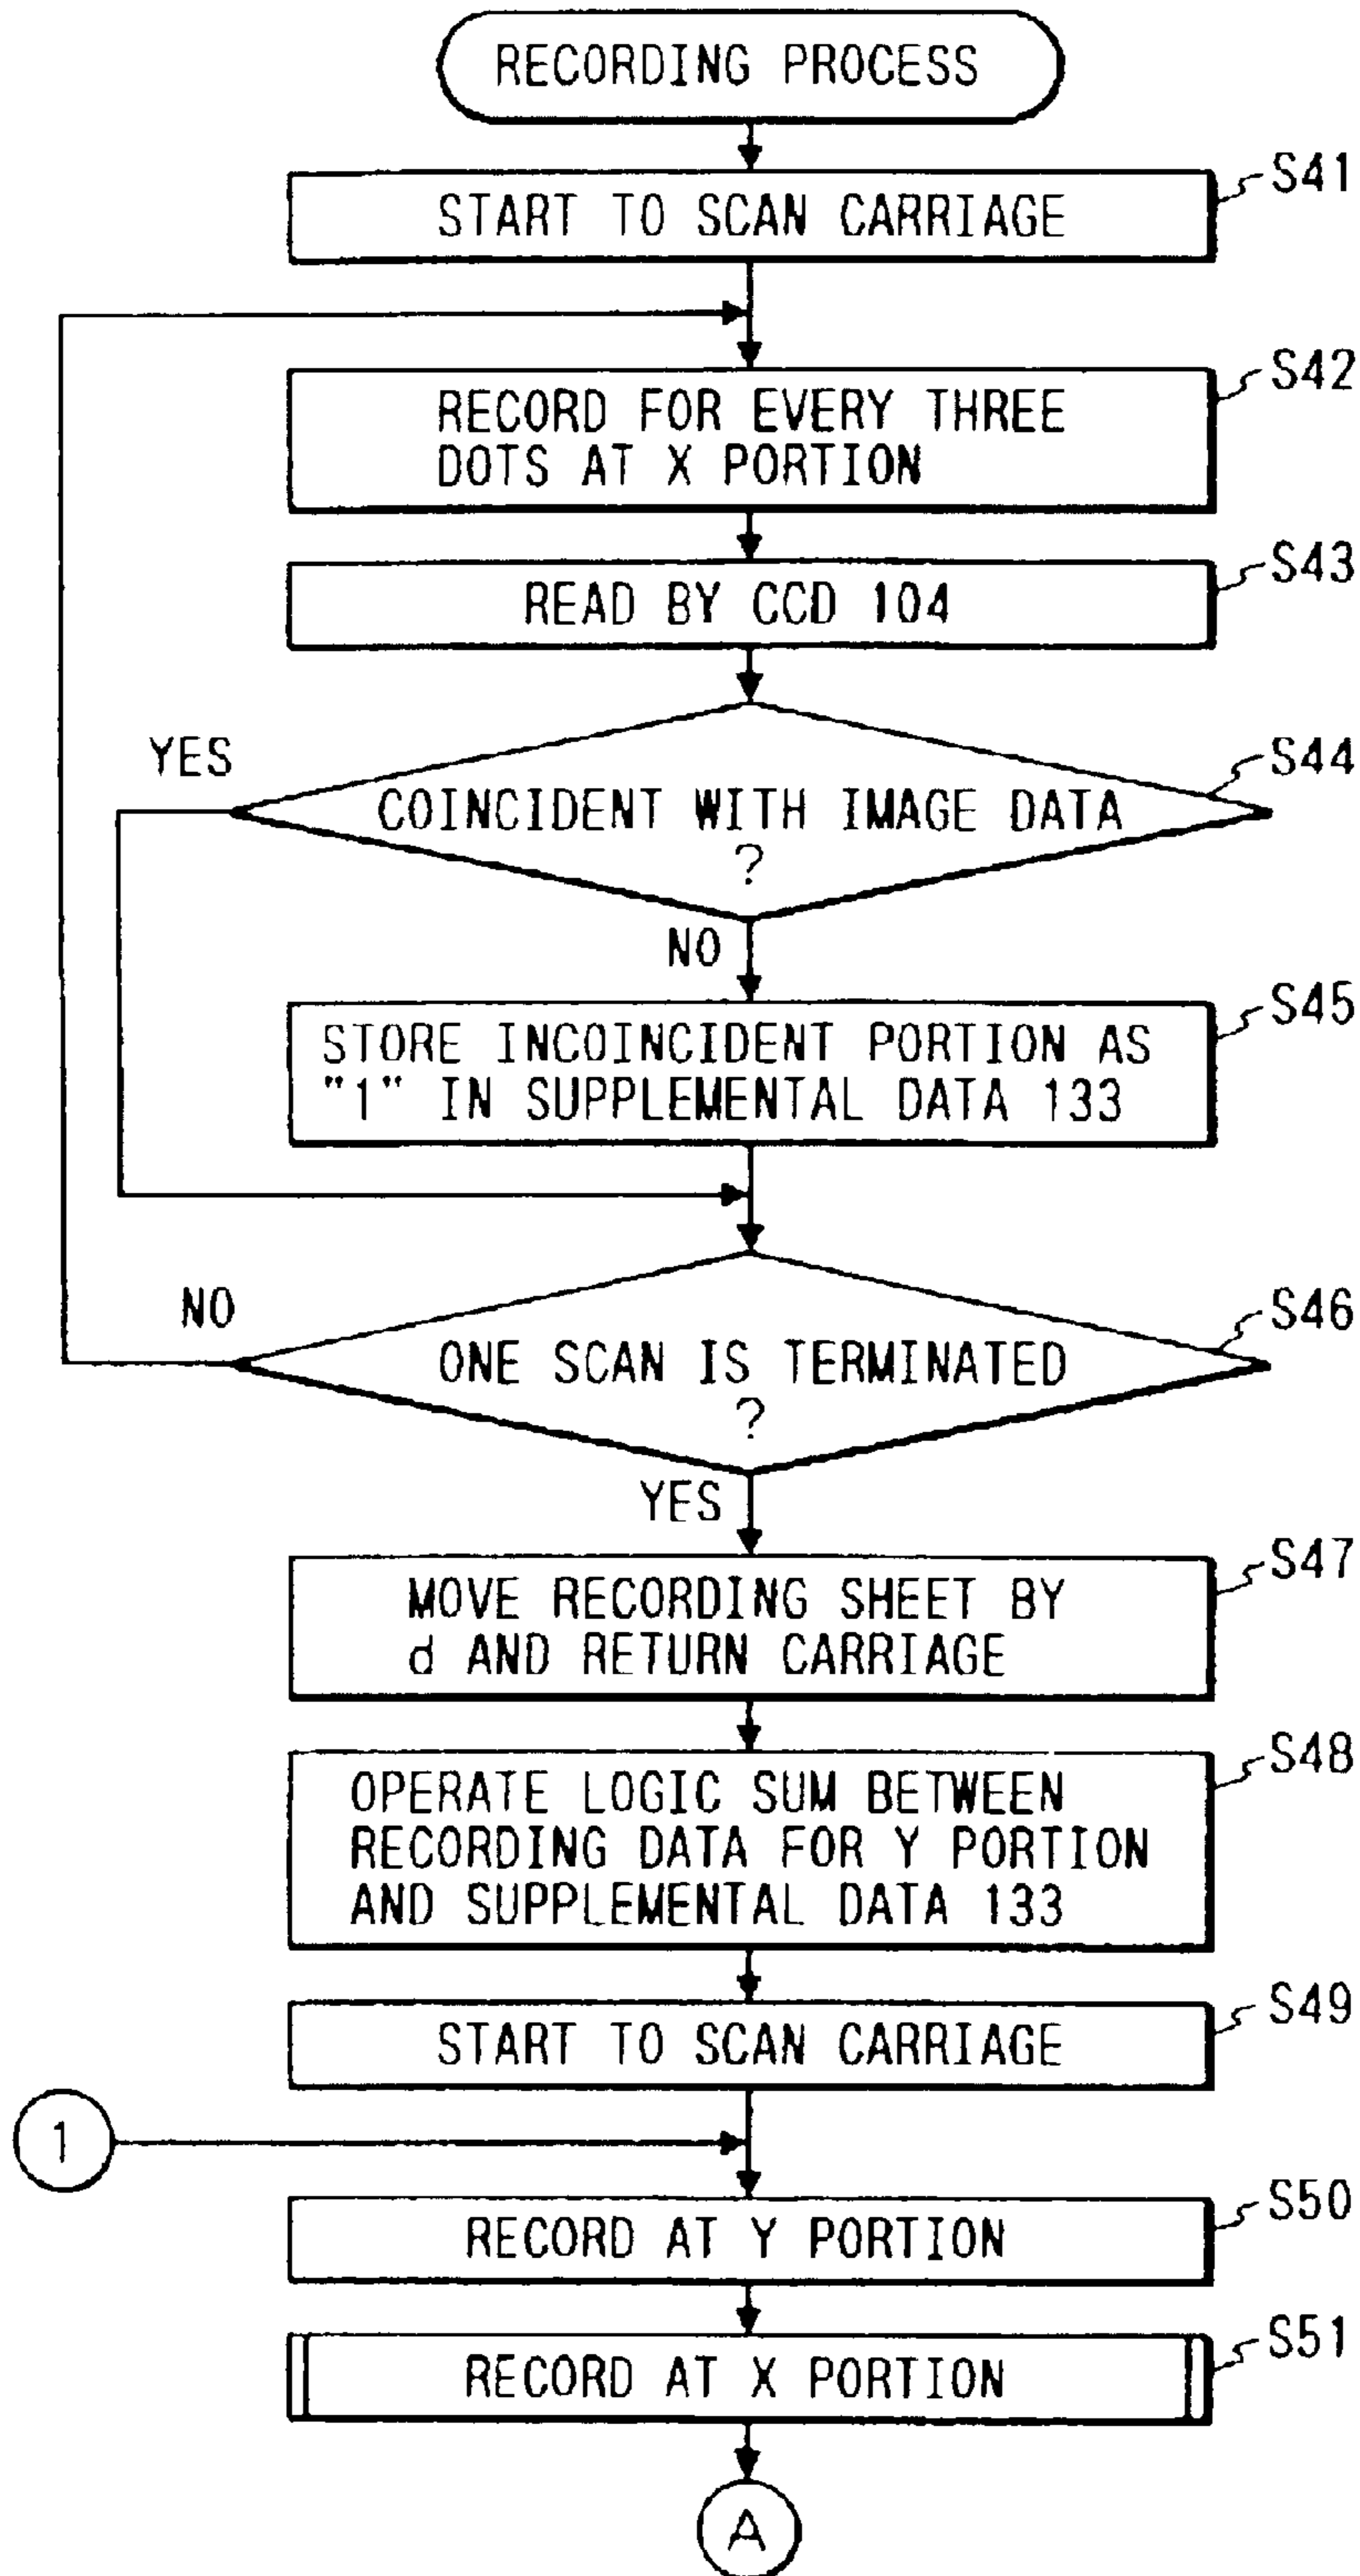 RECORDING PROCESS
S41
START TO SCAN CARRIAGE
S42
RECORD FOR EVERY THREE
DOTS AT X PORTION
S43
READ BY CCD 104
S44
YES
COINCIDENT WITH IMAGE DATA
?
NO
S45
STORE INCOINCIDENT PORTION AS
"1" IN SUPPLEMENTAL DATA 133
S46
NO
ONE SCAN IS TERMINATED
?
YES
S47
MOVE RECORDING SHEET BY
d AND RETURN CARRIAGE
S48
OPERATE LOGIC SUM BETWEEN
RECORDING DATA FOR Y PORTION
AND SUPPLEMENTAL DATA 133
S49
START TO SCAN CARRIAGE
1
S50
RECORD AT Y PORTION
S51
RECORD AT X PORTION
A